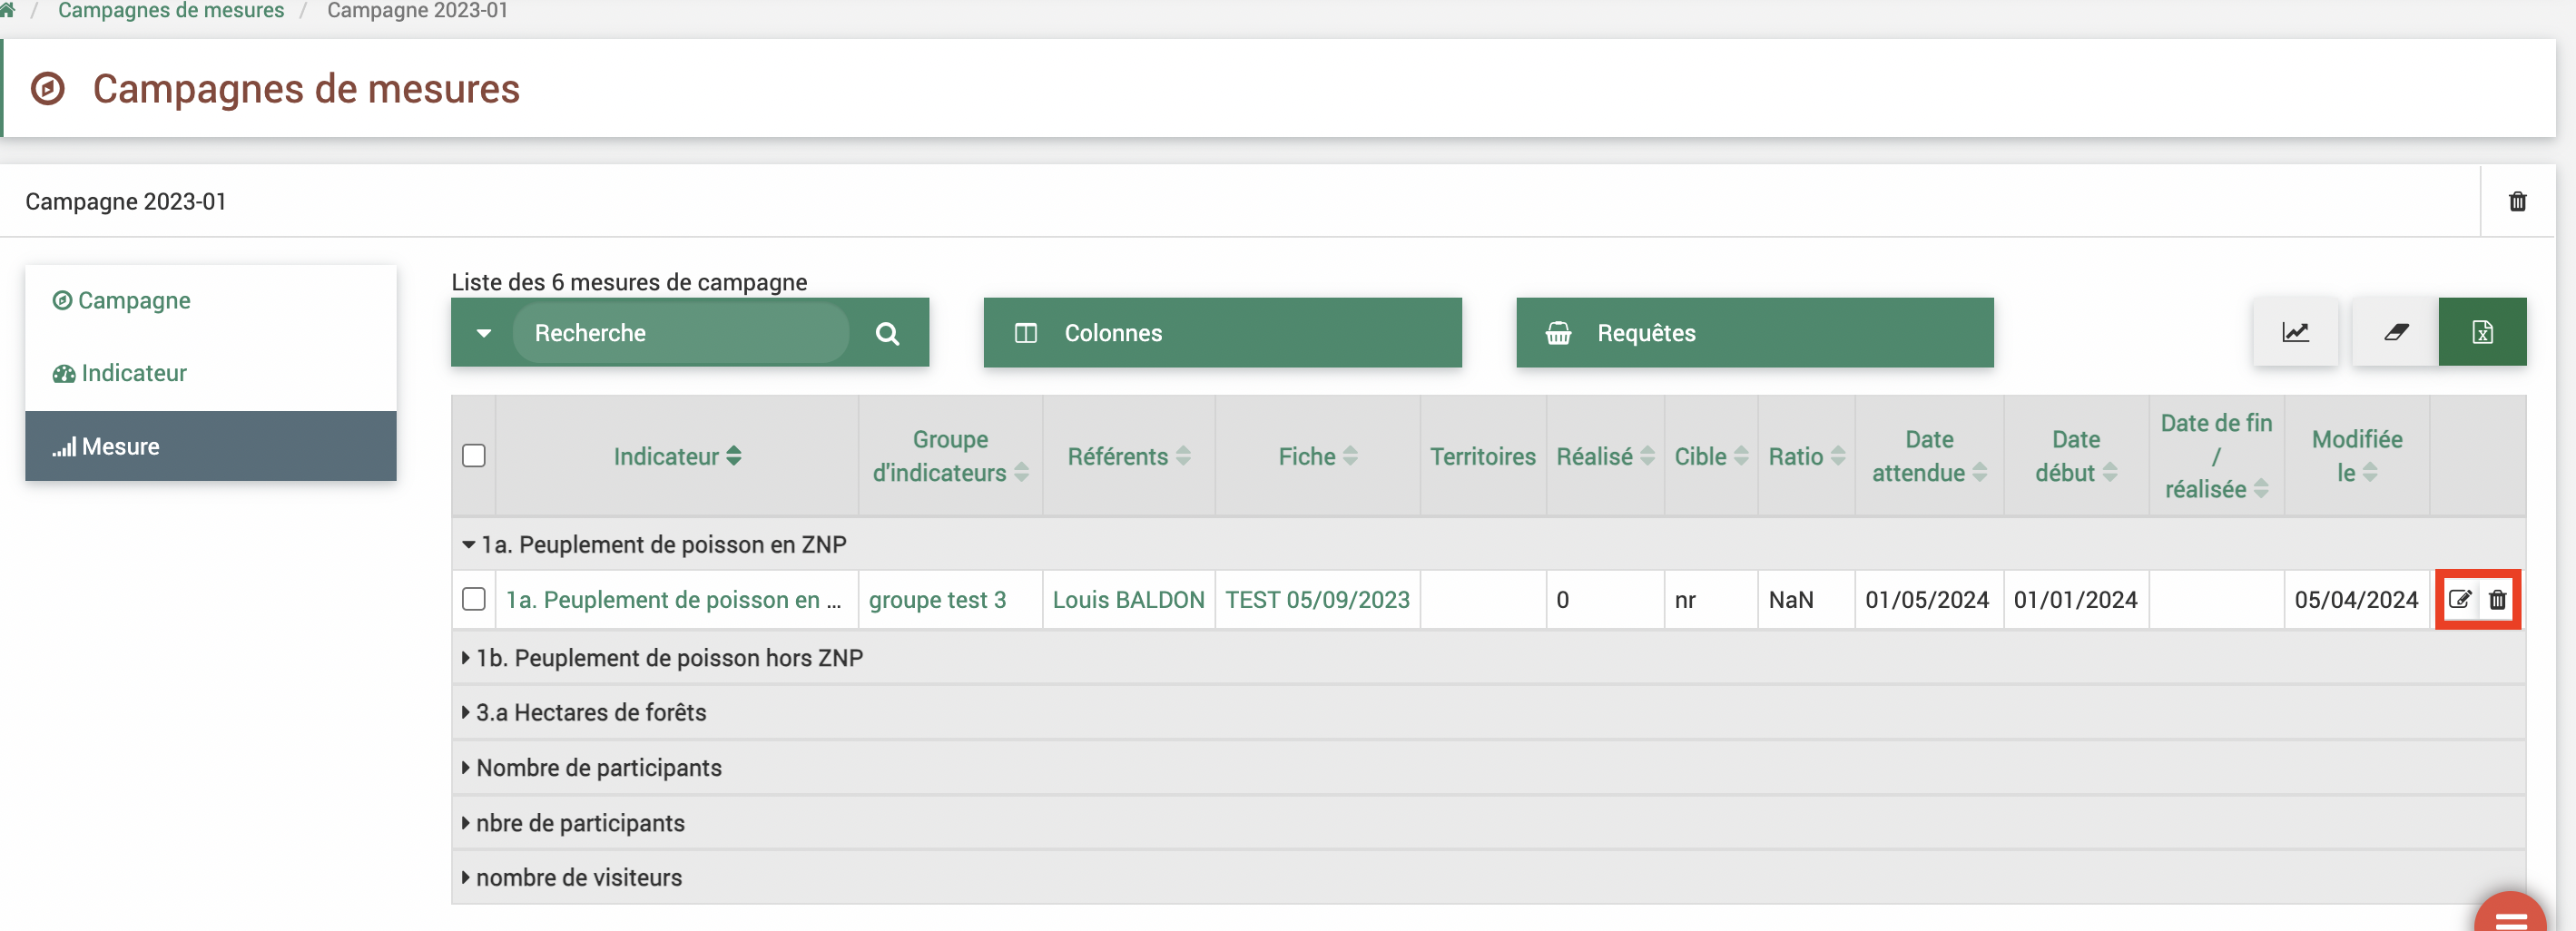 / Campagnes de mesures / Campagne 2023-01
Campagnes de mesures
Campagne 2023-01
Campagne
Indicateur
Mesure
Liste des 6 mesures de campagne
Recherche
Colonnes
Requêtes
Indicateur
Groupe
d'indicateurs
Référents
Fiche
Territoires
Réalisé
Cible
Ratio
Date
attendue
Date
début
Date de fin
/
réalisée
Modifiée
le
1a. Peuplement de poisson en ZNP
1a. Peuplement de poisson en ... groupe test 3 Louis BALDON TEST 05/09/2023 0 nr NaN 01/05/2024 01/01/2024 05/04/2024
1b. Peuplement de poisson hors ZNP
3.a Hectares de forêts
Nombre de participants
nbre de participants
nombre de visiteurs